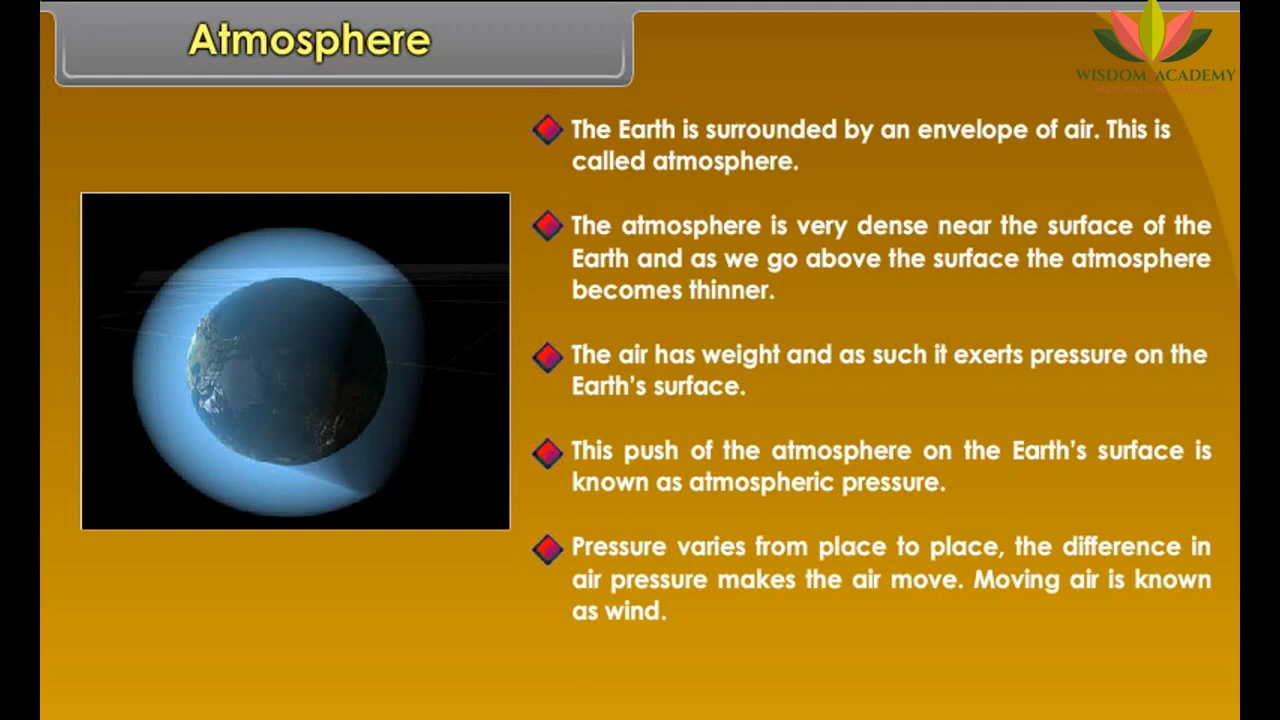 Atmosphere
WISDOM ACADEMY
The Earth is surrounded by an envelope of air. This is
called atmosphere.
The atmosphere is very dense near the surface of the
Earth and as we go above the surface the atmosphere
becomes thinner.
The air has weight and as such it exerts pressure on the
Earth's surface.
This push of the atmosphere on the Earth's surface is
known as atmospheric pressure.
Pressure varies from place to place, the difference in
air pressure makes the air move. Moving air is known
as wind.